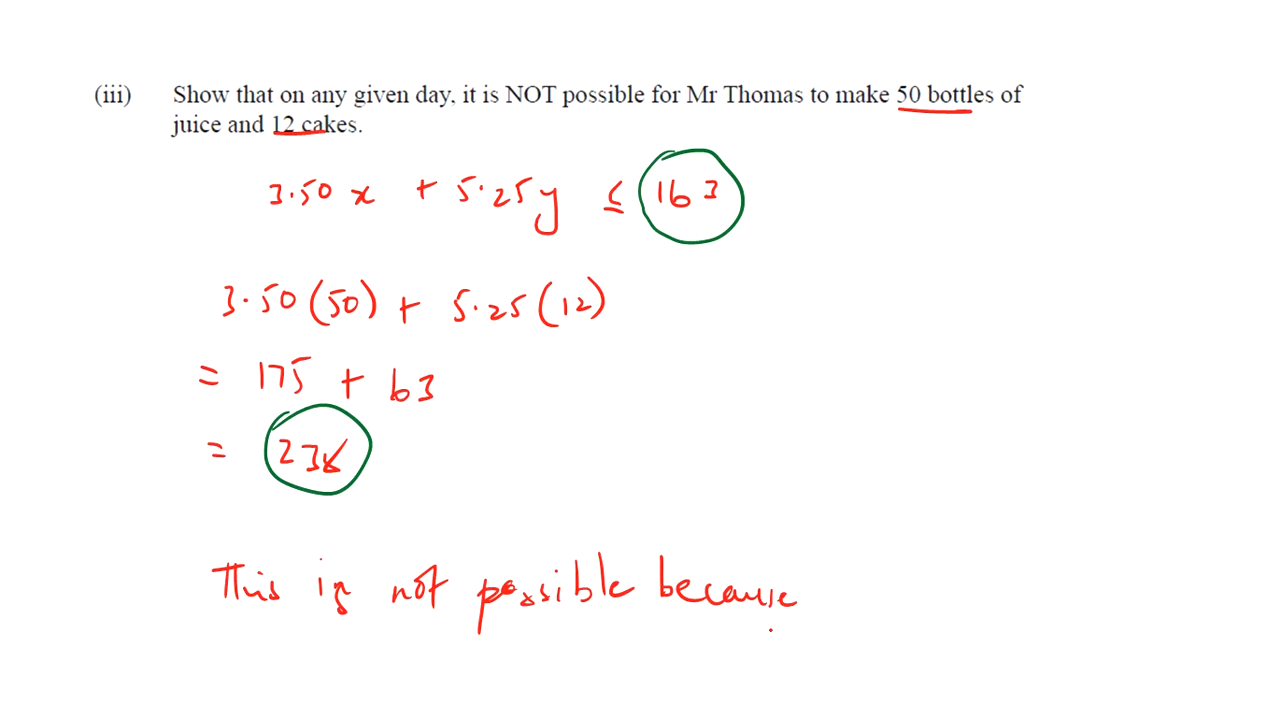 (iii) Show that on any given day, it is NOT possible for Mr Thomas to make 50 bottles of
juice and 12 cakes.
3.50 x + 5.25y ≤ 163
3.50(50) + 5.25(12)
= 175 + 63
= 238
This is not possible because